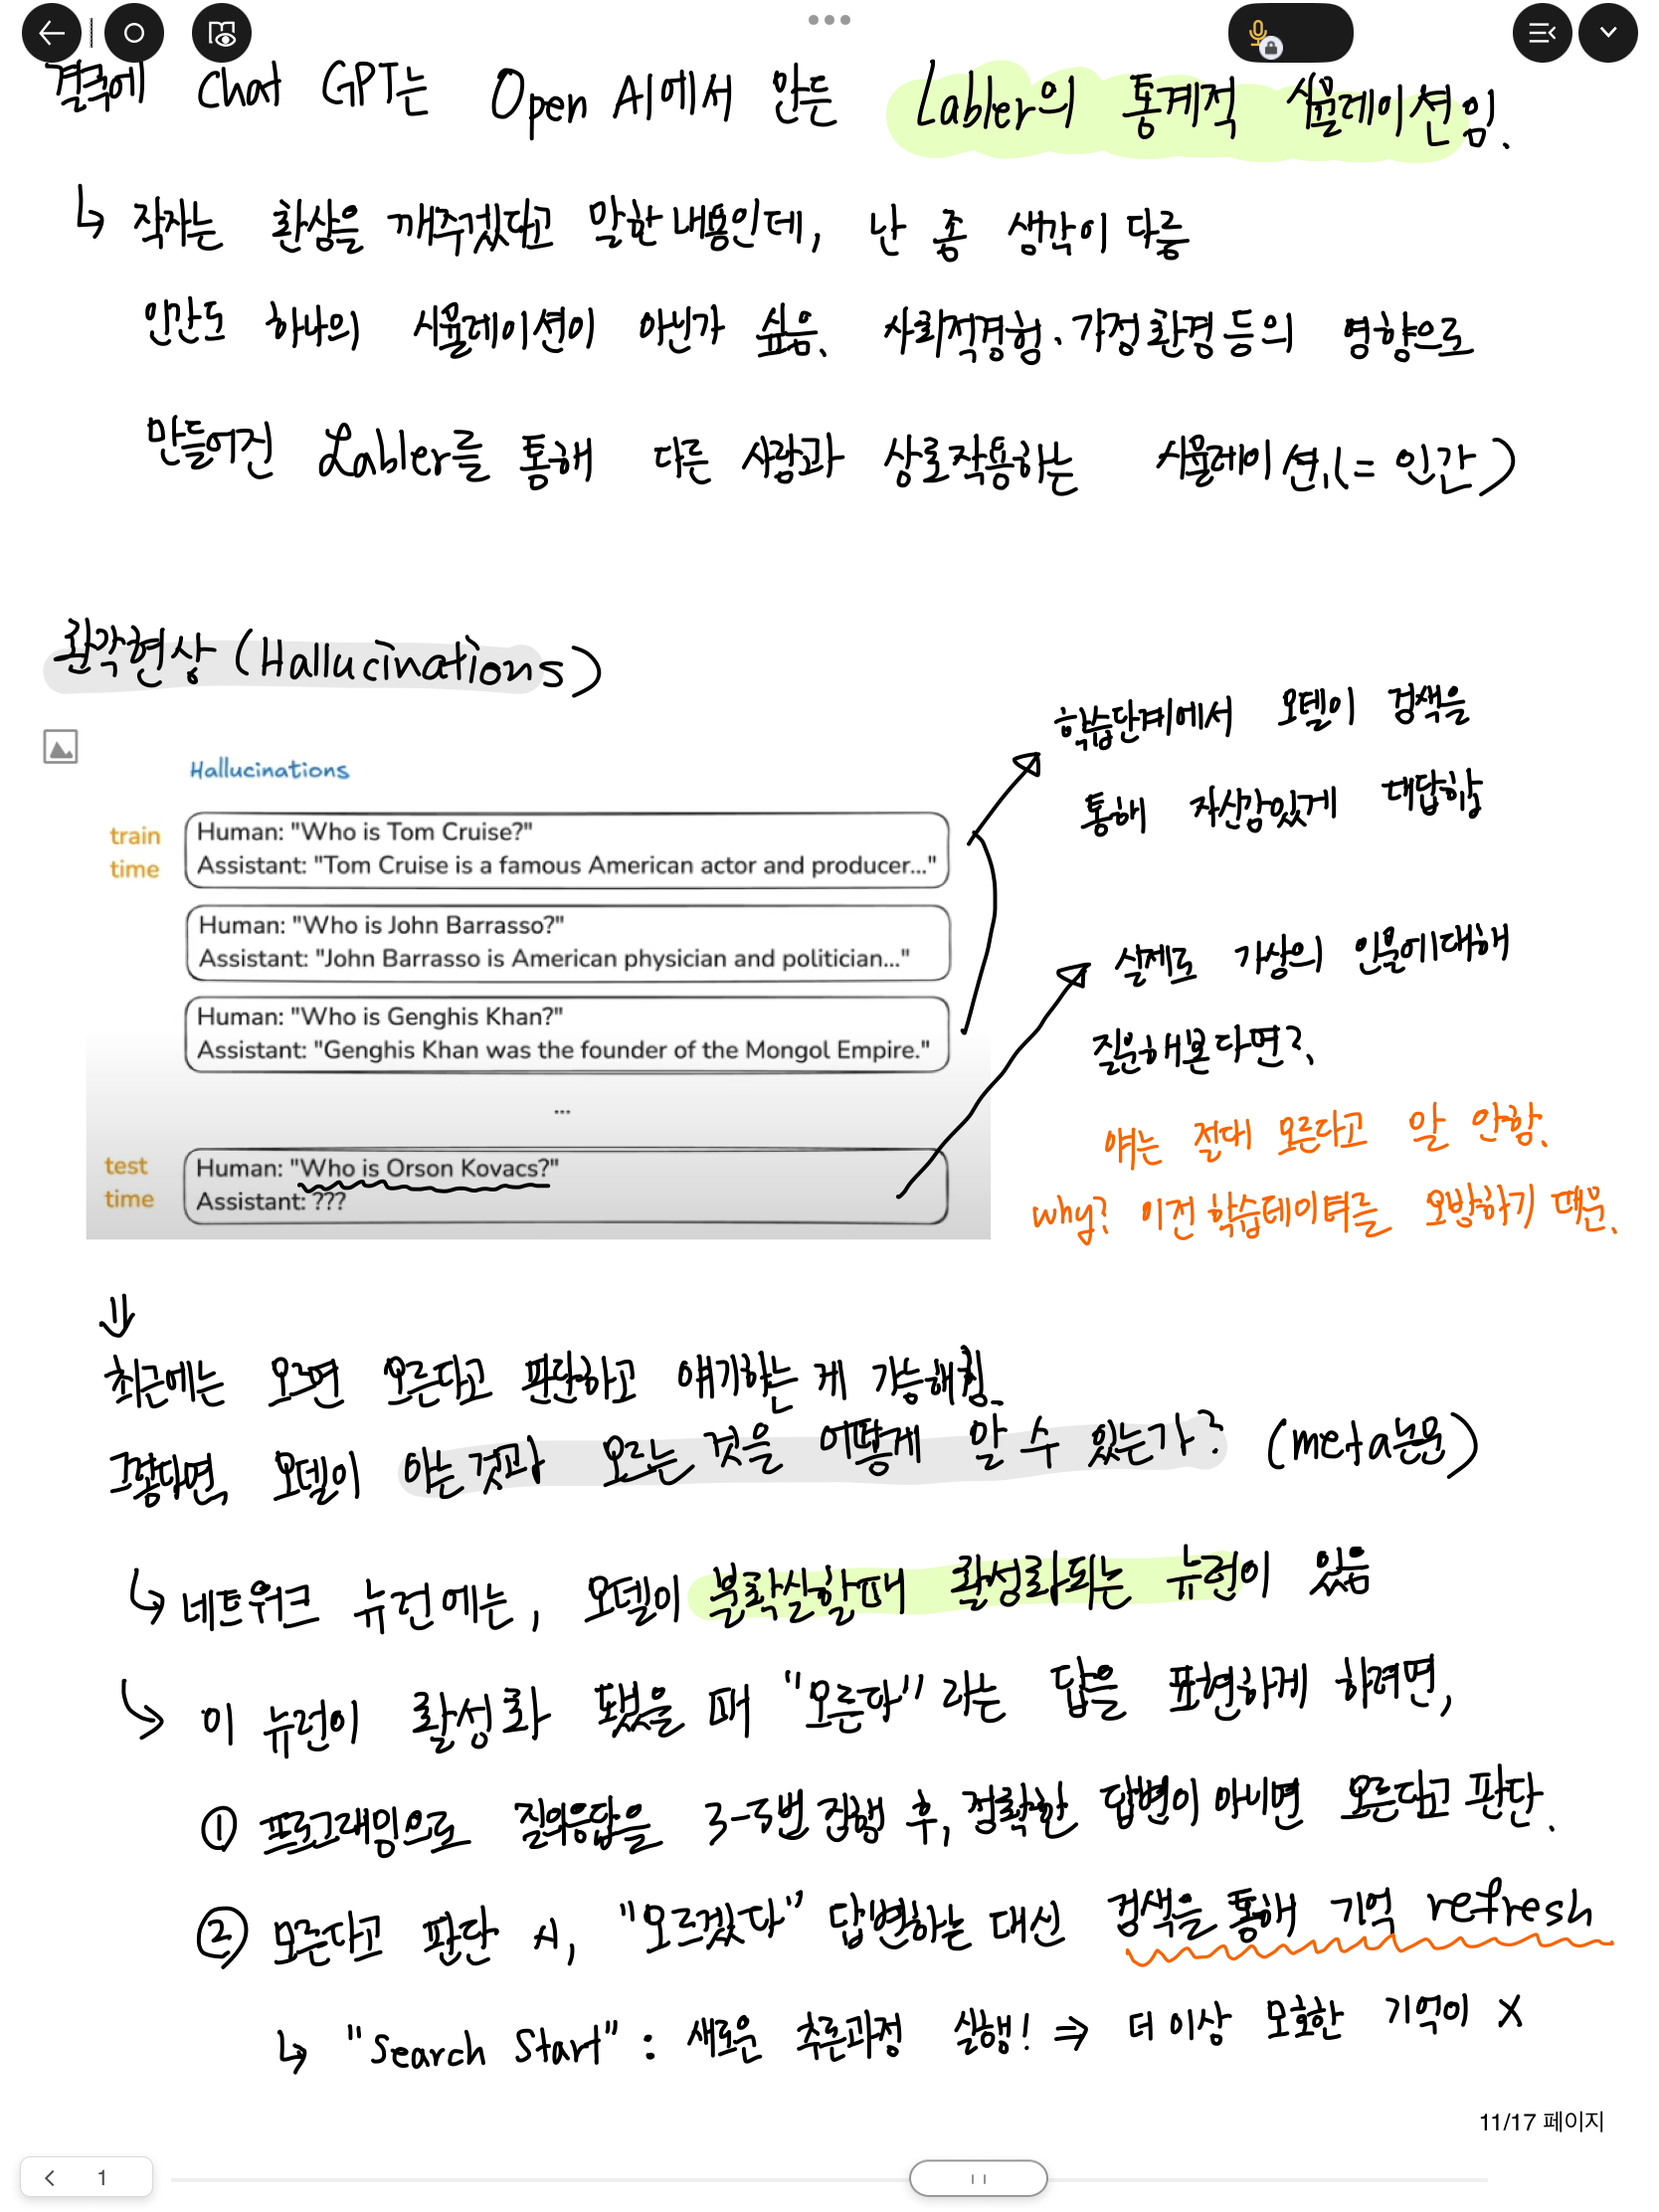 결국에 Chat GPT는 Open AI에서 만든 Labler의 통계적 시뮬레이션임.
↳ 작자는 환상을 깨주겠다고 말한 내용인데, 난 좀 생각이 다름
인간도 하나의 시뮬레이션이 아닌가 싶음. 사회적경험·가정환경 등의 영향으로
만들어진 Labler를 통해 다른 사람과 상호작용하는 시뮬레이션.(= 인간)
환각현상 (Hallucinations)
Hallucinations
train
time
Human: "Who is Tom Cruise?"
Assistant: "Tom Cruise is a famous American actor and producer..."
Human: "Who is John Barrasso?"
Assistant: "John Barrasso is American physician and politician..."
Human: "Who is Genghis Khan?"
Assistant: "Genghis Khan was the founder of the Mongol Empire."
...
test
time
Human: "Who is Orson Kovacs?"
Assistant: ???
학습단계에서 모델이 검색을
통해 자신감있게 대답함
실제로 가상의 인물에 대해
질문해본다면?
얘는 절대 모른다고 말 안함.
why? 이전 학습데이터를 모방하기 때문.
⇓
최근에는 모르면 모른다고 판단하고 얘기하는 게 가능해짐.
그렇다면, 모델이 아는 것과 모르는 것을 어떻게 알 수 있는가? (meta논문)
↳ 네트워크 뉴런에는, 모델이 불확실할때 활성화되는 뉴런이 있음
↳ 이 뉴런이 활성화 됐을 때 "모른다" 라는 답을 표현하게 하려면,
① 프로그래밍으로 질의응답을 3-5번 진행 후, 정확한 답변이 아니면 모른다고 판단.
② 모른다고 판단 시, "모르겠다" 답변하는 대신 검색을 통해 기억 refresh
↳ "Search Start" : 새로운 추론과정 실행! ⇒ 더 이상 모호한 기억이 X
11/17 페이지
1